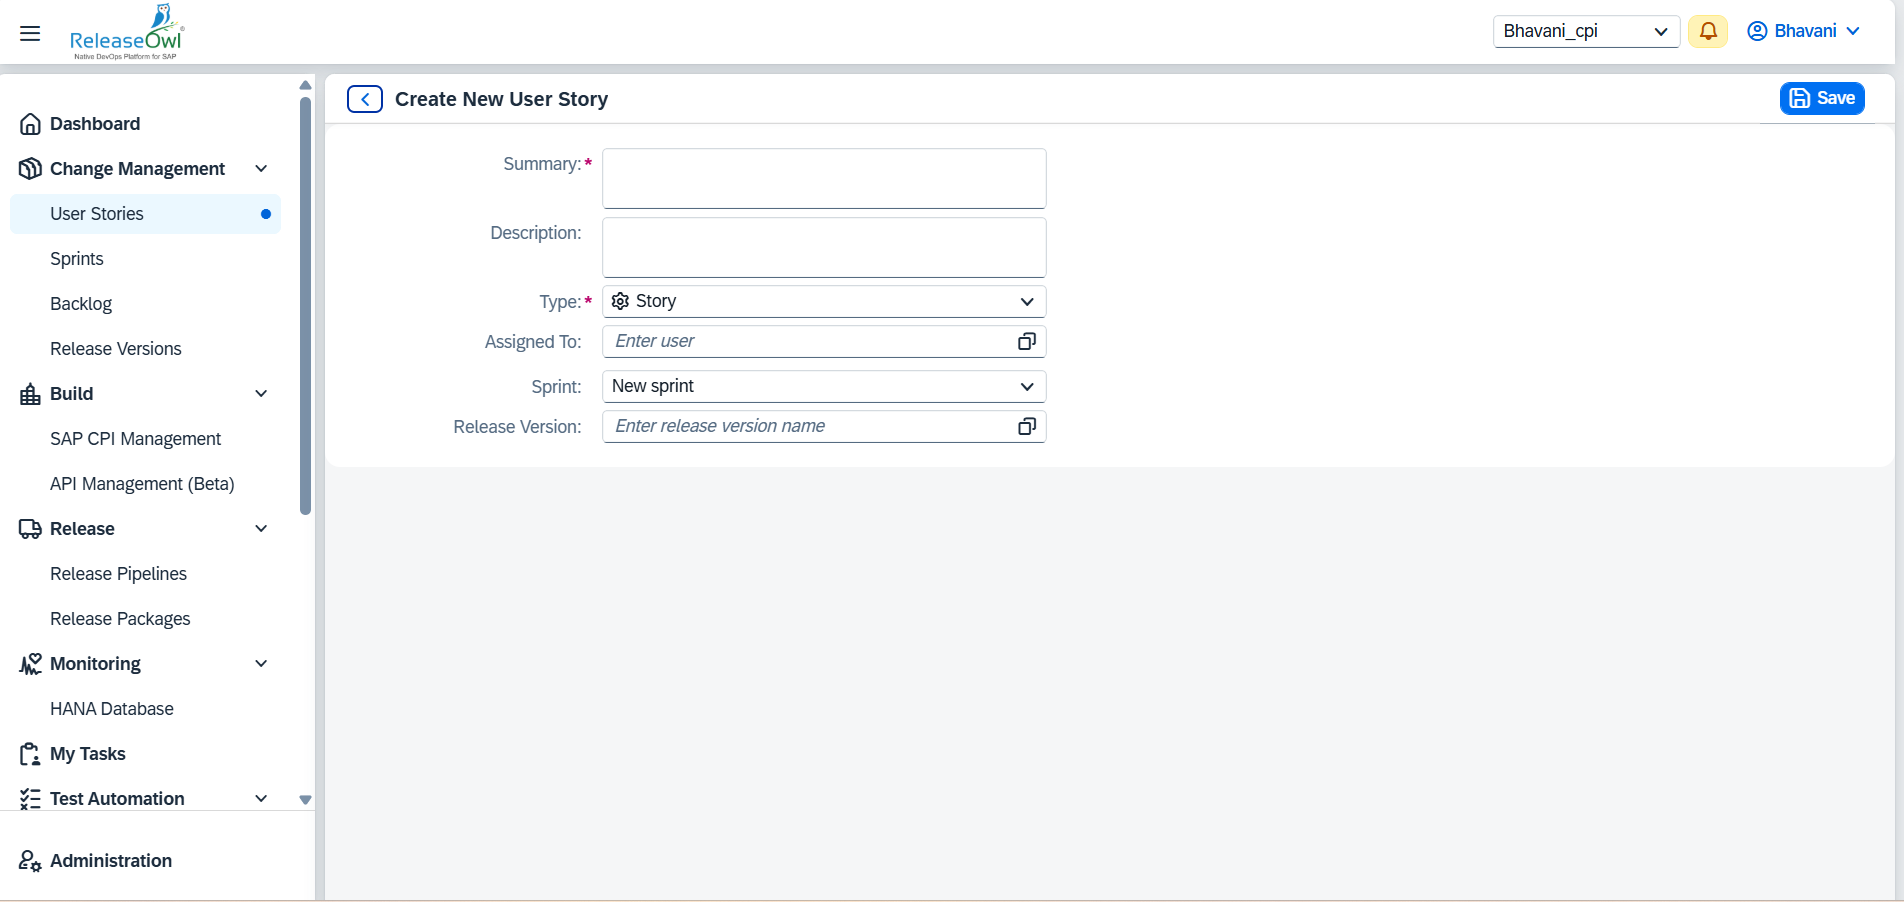 ReleaseOwl
Native DevOps Platform for SAP
Bhavani_cpi
Bhavani
Dashboard
Change Management
User Stories
Sprints
Backlog
Release Versions
Build
SAP CPI Management
API Management (Beta)
Release
Release Pipelines
Release Packages
Monitoring
HANA Database
My Tasks
Test Automation
Administration
Create New User Story
Save
Summary:*
Description:
Type:* Story
Assigned To: Enter user
Sprint: New sprint
Release Version: Enter release version name